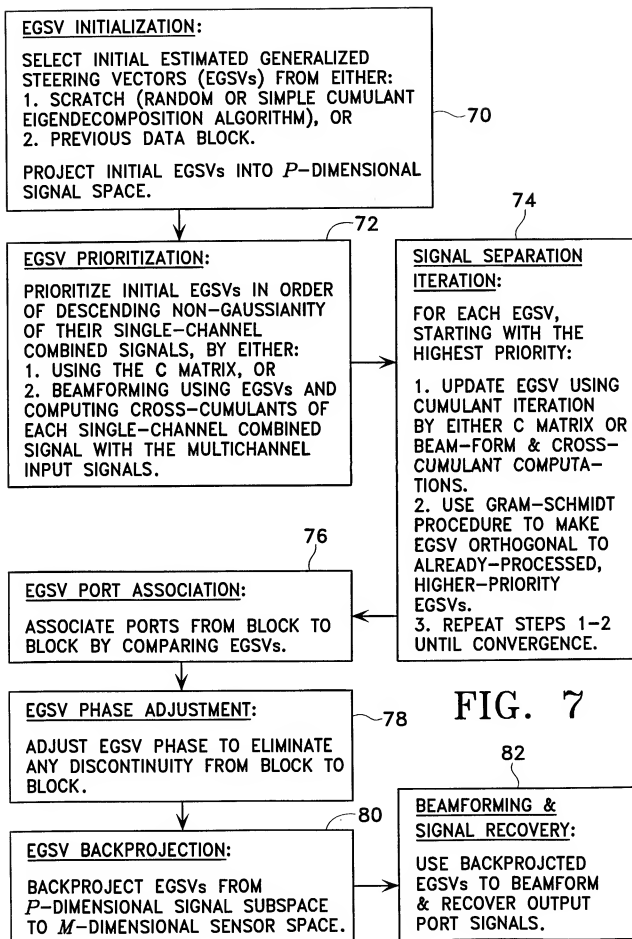 EGSV INITIALIZATION:
SELECT INITIAL ESTIMATED GENERALIZED
STEERING VECTORS (EGSVs) FROM EITHER:
1. SCRATCH (RANDOM OR SIMPLE CUMULANT
EIGENDECOMPOSITION ALGORITHM), OR
2. PREVIOUS DATA BLOCK.
PROJECT INITIAL EGSVs INTO P-DIMENSIONAL
SIGNAL SPACE.
70
72
EGSV PRIORITIZATION:
PRIORITIZE INITIAL EGSVs IN ORDER
OF DESCENDING NON-GAUSSIANITY
OF THEIR SINGLE-CHANNEL
COMBINED SIGNALS, BY EITHER:
1. USING THE C MATRIX, OR
2. BEAMFORMING USING EGSVs AND
COMPUTING CROSS-CUMULANTS OF
EACH SINGLE-CHANNEL COMBINED
SIGNAL WITH THE MULTICHANNEL
INPUT SIGNALS.
74
SIGNAL SEPARATION
ITERATION:
FOR EACH EGSV,
STARTING WITH THE
HIGHEST PRIORITY:
1. UPDATE EGSV USING
CUMULANT ITERATION
BY EITHER C MATRIX OR
BEAM-FORM & CROSS-
CUMULANT COMPUTA-
TIONS.
2. USE GRAM-SCHMIDT
PROCEDURE TO MAKE
EGSV ORTHOGONAL TO
ALREADY-PROCESSED,
HIGHER-PRIORITY
EGSVs.
3. REPEAT STEPS 1-2
UNTIL CONVERGENCE.
76
EGSV PORT ASSOCIATION:
ASSOCIATE PORTS FROM BLOCK TO
BLOCK BY COMPARING EGSVs.
EGSV PHASE ADJUSTMENT:
ADJUST EGSV PHASE TO ELIMINATE
ANY DISCONTINUITY FROM BLOCK TO
BLOCK.
78
FIG. 7
80
EGSV BACKPROJECTION:
BACKPROJECT EGSVs FROM
P-DIMENSIONAL SIGNAL SUBSPACE
TO M-DIMENSIONAL SENSOR SPACE.
82
BEAMFORMING &
SIGNAL RECOVERY:
USE BACKPROJCTED
EGSVs TO BEAMFORM
& RECOVER OUTPUT
PORT SIGNALS.